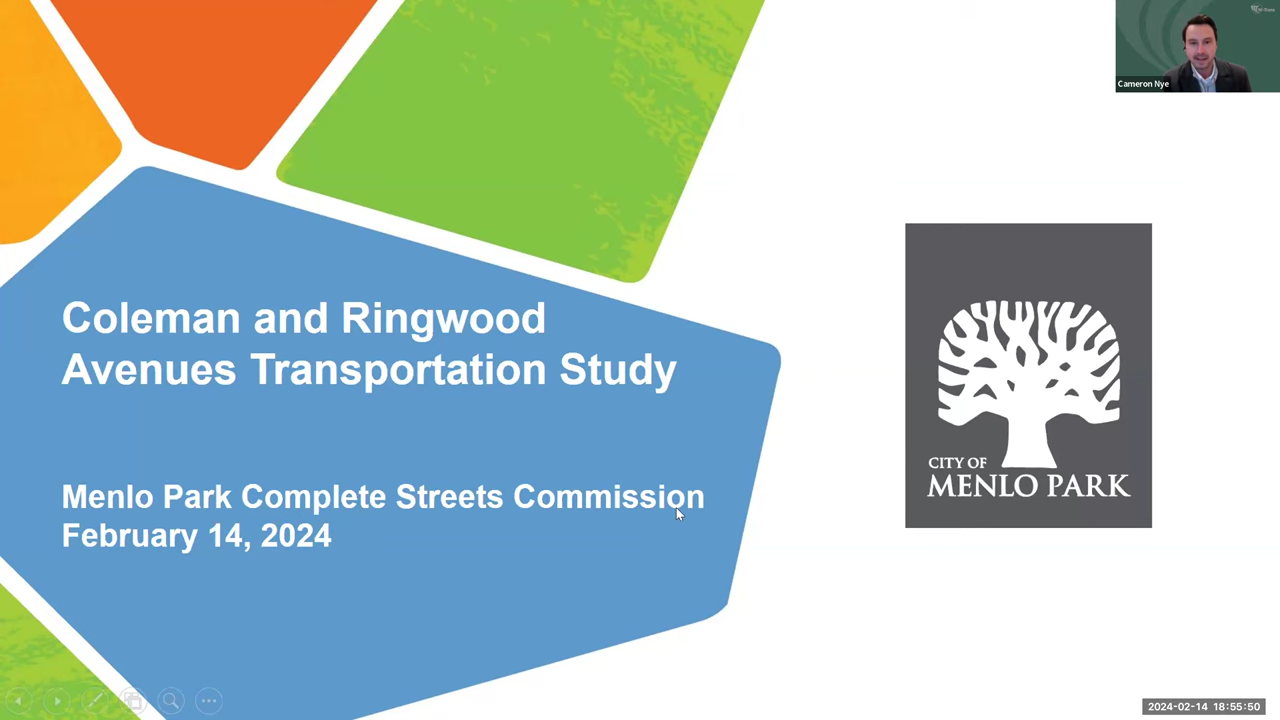 Cameron Nye
Coleman and Ringwood
Avenues Transportation Study
Menlo Park Complete Streets Commission
February 14, 2024
CITY OF
MENLO PARK
2024-02-14 18:55:50